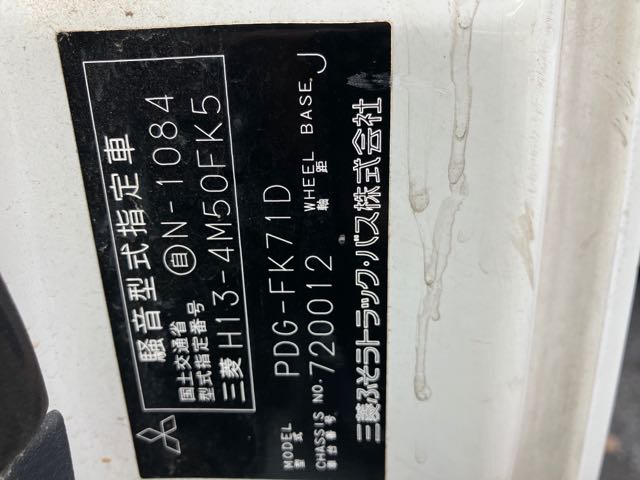 騒音型式指定車
国土交通省
型式指定番号 自N-1084
三菱 H13-4M50FK5
MODEL
型式 PDG-FK71D
CHASSIS NO. 720012 WHEEL BASE J
車台番号 軸距
三菱ふそうトラック・バス株式会社